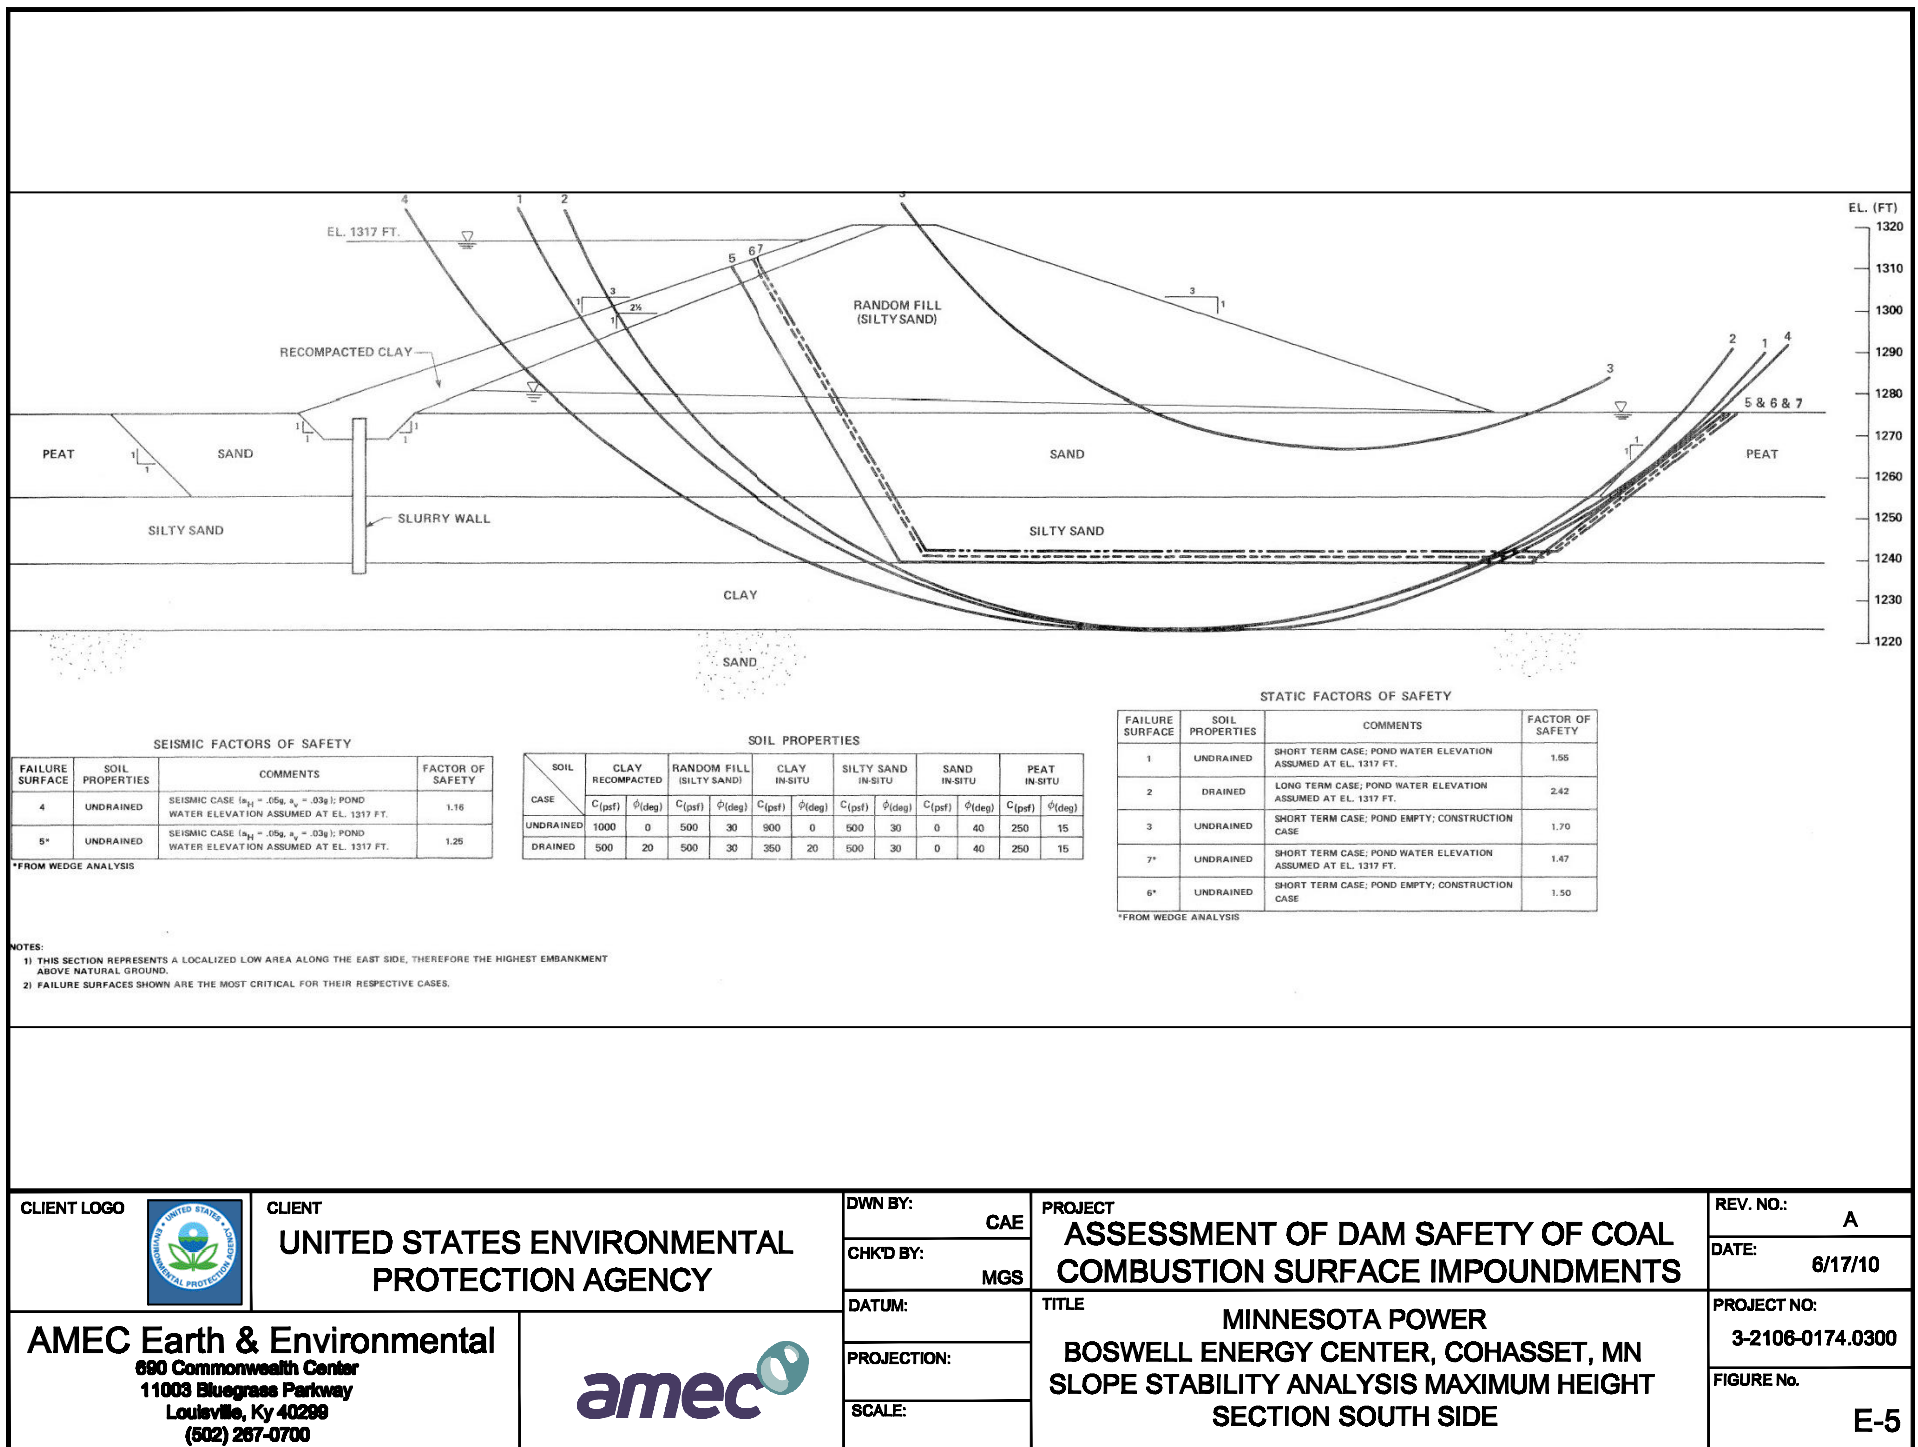 4
1
2
3
EL. (FT)
EL. 1317 FT.
1320
5
6 7
1310
3
1
2½
1
RANDOM FILL
(SILTY SAND)
3
1
1300
RECOMPACTED CLAY
2
1
4
1290
3
1280
5 & 6 & 7
1
1
1
1
1270
PEAT
1
1
SAND
SAND
1
1
PEAT
1260
SILTY SAND
SLURRY WALL
SILTY SAND
1250
1240
CLAY
1230
1220
SAND
SEISMIC FACTORS OF SAFETY
FAILURE SURFACE SOIL PROPERTIES COMMENTS FACTOR OF SAFETY
4 UNDRAINED SEISMIC CASE (aH = .05g, av = .03g); POND
WATER ELEVATION ASSUMED AT EL. 1317 FT. 1.16
5* UNDRAINED SEISMIC CASE (aH = .05g, av = .03g); POND
WATER ELEVATION ASSUMED AT EL. 1317 FT. 1.25
*FROM WEDGE ANALYSIS
SOIL PROPERTIES
SOIL CASE CLAY RECOMPACTED RANDOM FILL (SILTY SAND) CLAY IN-SITU SILTY SAND IN-SITU SAND IN-SITU PEAT IN-SITU
C(psf) φ(deg) C(psf) φ(deg) C(psf) φ(deg) C(psf) φ(deg) C(psf) φ(deg) C(psf) φ(deg)
UNDRAINED 1000 0 500 30 900 0 500 30 0 40 250 15
DRAINED 500 20 500 30 350 20 500 30 0 40 250 15
STATIC FACTORS OF SAFETY
FAILURE SURFACE SOIL PROPERTIES COMMENTS FACTOR OF SAFETY
1 UNDRAINED SHORT TERM CASE; POND WATER ELEVATION
ASSUMED AT EL. 1317 FT. 1.55
2 DRAINED LONG TERM CASE; POND WATER ELEVATION
ASSUMED AT EL. 1317 FT. 2.42
3 UNDRAINED SHORT TERM CASE; POND EMPTY; CONSTRUCTION
CASE 1.70
7* UNDRAINED SHORT TERM CASE; POND WATER ELEVATION
ASSUMED AT EL. 1317 FT. 1.47
6* UNDRAINED SHORT TERM CASE; POND EMPTY; CONSTRUCTION
CASE 1.50
*FROM WEDGE ANALYSIS
NOTES:
1) THIS SECTION REPRESENTS A LOCALIZED LOW AREA ALONG THE EAST SIDE, THEREFORE THE HIGHEST EMBANKMENT
ABOVE NATURAL GROUND.
2) FAILURE SURFACES SHOWN ARE THE MOST CRITICAL FOR THEIR RESPECTIVE CASES.
CLIENT LOGO
UNITED STATES
ENVIRONMENTAL PROTECTION AGENCY
CLIENT
UNITED STATES ENVIRONMENTAL
PROTECTION AGENCY
DWN BY:
CAE
CHK'D BY:
MGS
DATUM:
PROJECTION:
SCALE:
PROJECT
ASSESSMENT OF DAM SAFETY OF COAL
COMBUSTION SURFACE IMPOUNDMENTS
TITLE
MINNESOTA POWER
BOSWELL ENERGY CENTER, COHASSET, MN
SLOPE STABILITY ANALYSIS MAXIMUM HEIGHT
SECTION SOUTH SIDE
REV. NO.:
A
DATE:
6/17/10
PROJECT NO:
3-2106-0174.0300
FIGURE No.
E-5
AMEC Earth & Environmental
690 Commonwealth Center
11003 Bluegrass Parkway
Louisville, Ky 40299
(502) 267-0700
amec